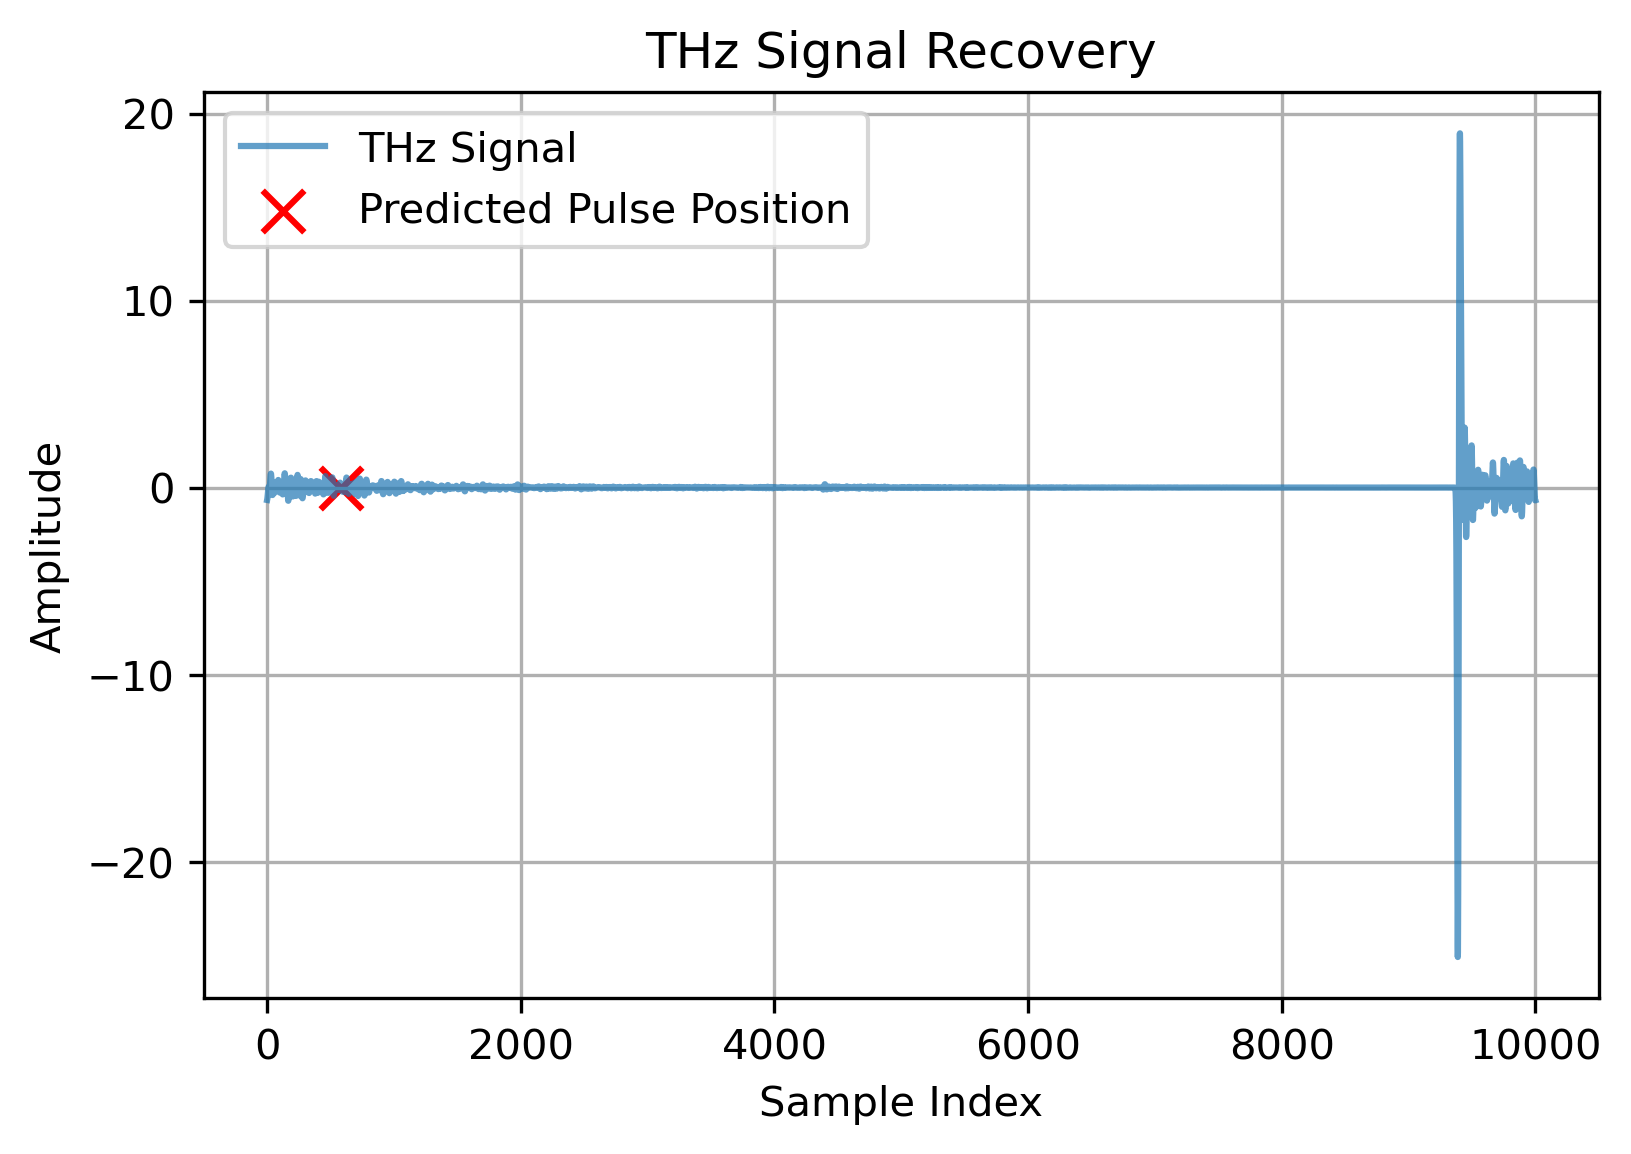 THz Signal Recovery
THz Signal
Predicted Pulse Position
20
10
0
−10
−20
Amplitude
0 2000 4000 6000 8000 10000
Sample Index